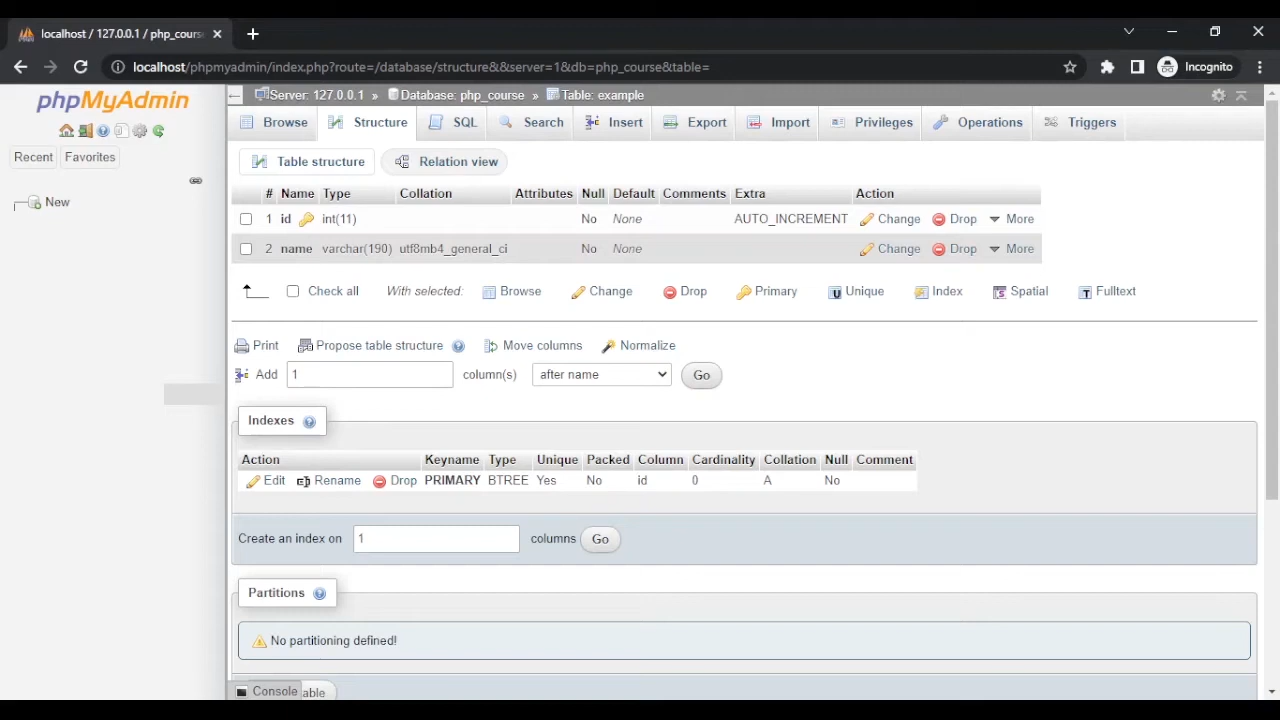 localhost / 127.0.0.1 / php_cours
localhost/phpmyadmin/index.php?route=/database/structure&&server=1&db=php_course&table=
Incognito
phpMyAdmin
Recent Favorites
New
Server: 127.0.0.1 » Database: php_course » Table: example
Browse Structure SQL Search Insert Export Import Privileges Operations Triggers
Table structure Relation view
# Name Type Collation Attributes Null Default Comments Extra Action
1 id int(11) No None AUTO_INCREMENT Change Drop More
2 name varchar(190) utf8mb4_general_ci No None Change Drop More
Check all With selected: Browse Change Drop Primary Unique Index Spatial Fulltext
Print Propose table structure Move columns Normalize
Add 1 column(s) after name Go
Indexes
Action Keyname Type Unique Packed Column Cardinality Collation Null Comment
Edit Rename Drop PRIMARY BTREE Yes No id 0 A No
Create an index on 1 columns Go
Partitions
No partitioning defined!
Console able